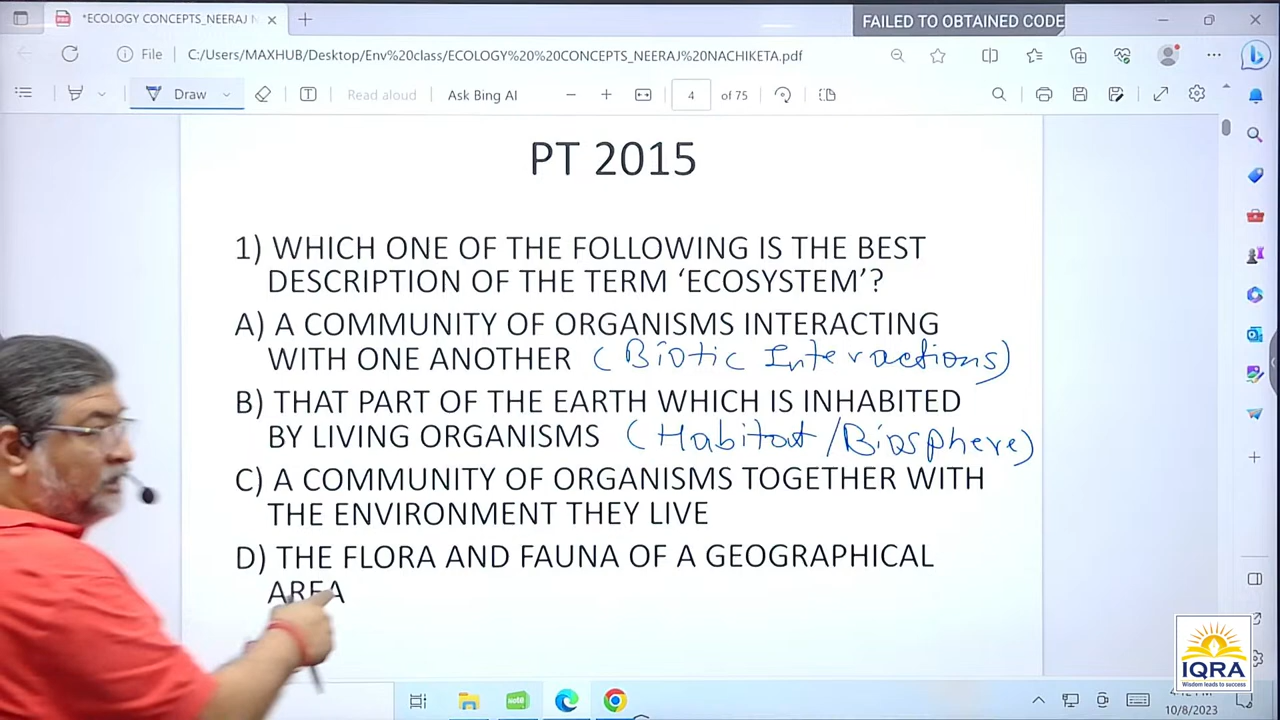 *ECOLOGY CONCEPTS_NEERAJ N
FAILED TO OBTAINED CODE
File C:/Users/MAXHUB/Desktop/Env%20class/ECOLOGY%20%20CONCEPTS_NEERAJ%20NACHIKETA.pdf
Draw Read aloud Ask Bing AI 4 of 75
PT 2015
1) WHICH ONE OF THE FOLLOWING IS THE BEST
DESCRIPTION OF THE TERM ‘ECOSYSTEM’?
A) A COMMUNITY OF ORGANISMS INTERACTING
WITH ONE ANOTHER (Biotic Interactions)
B) THAT PART OF THE EARTH WHICH IS INHABITED
BY LIVING ORGANISMS (Habitat/Biosphere)
C) A COMMUNITY OF ORGANISMS TOGETHER WITH
THE ENVIRONMENT THEY LIVE
D) THE FLORA AND FAUNA OF A GEOGRAPHICAL
AREA
IQRA
Wisdom leads to success
10/8/2023